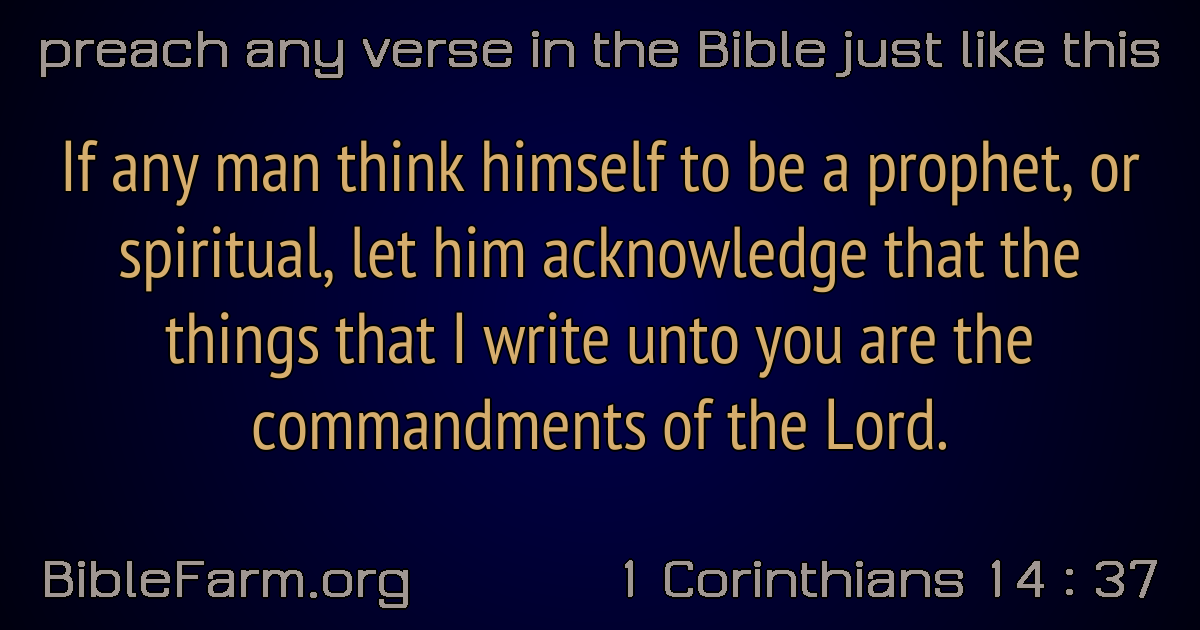 preach any verse in the Bible just like this
If any man think himself to be a prophet, or
spiritual, let him acknowledge that the
things that I write unto you are the
commandments of the Lord.
BibleFarm.org
1 Corinthians 14 : 37